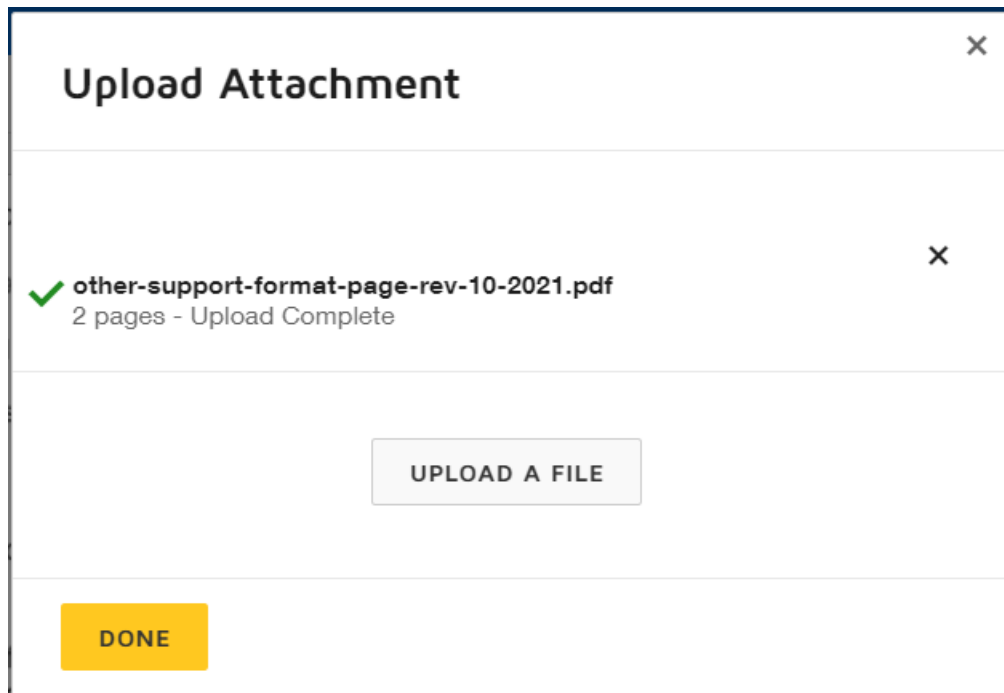 Upload Attachment
other-support-format-page-rev-10-2021.pdf
2 pages - Upload Complete
UPLOAD A FILE
DONE